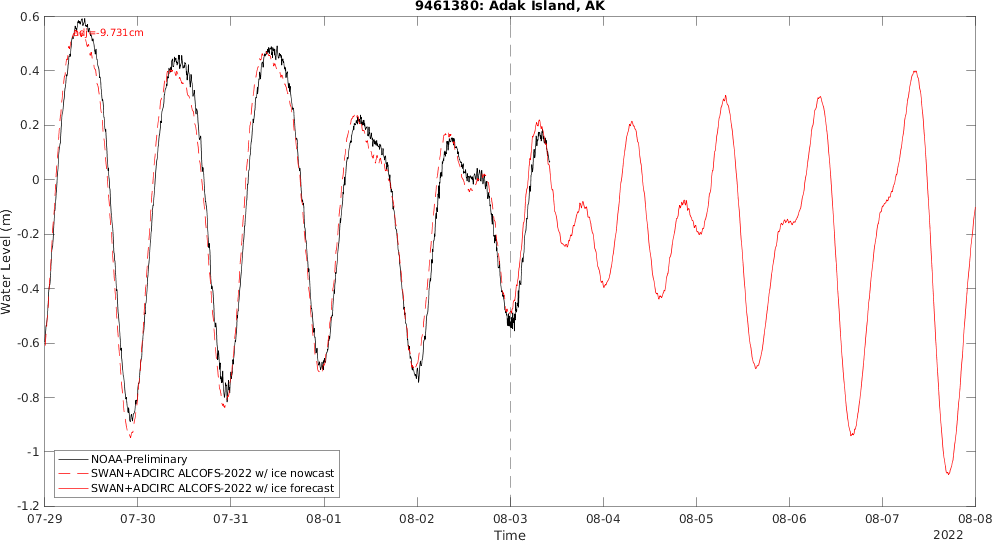 9461380: Adak Island, AK
adj=-9.731cm
Water Level (m)
0.6
0.4
0.2
0
-0.2
-0.4
-0.6
-0.8
-1
-1.2
NOAA-Preliminary
SWAN+ADCIRC ALCOFS-2022 w/ ice nowcast
SWAN+ADCIRC ALCOFS-2022 w/ ice forecast
07-29 07-30 07-31 08-01 08-02 08-03 08-04 08-05 08-06 08-07 08-08
Time
2022